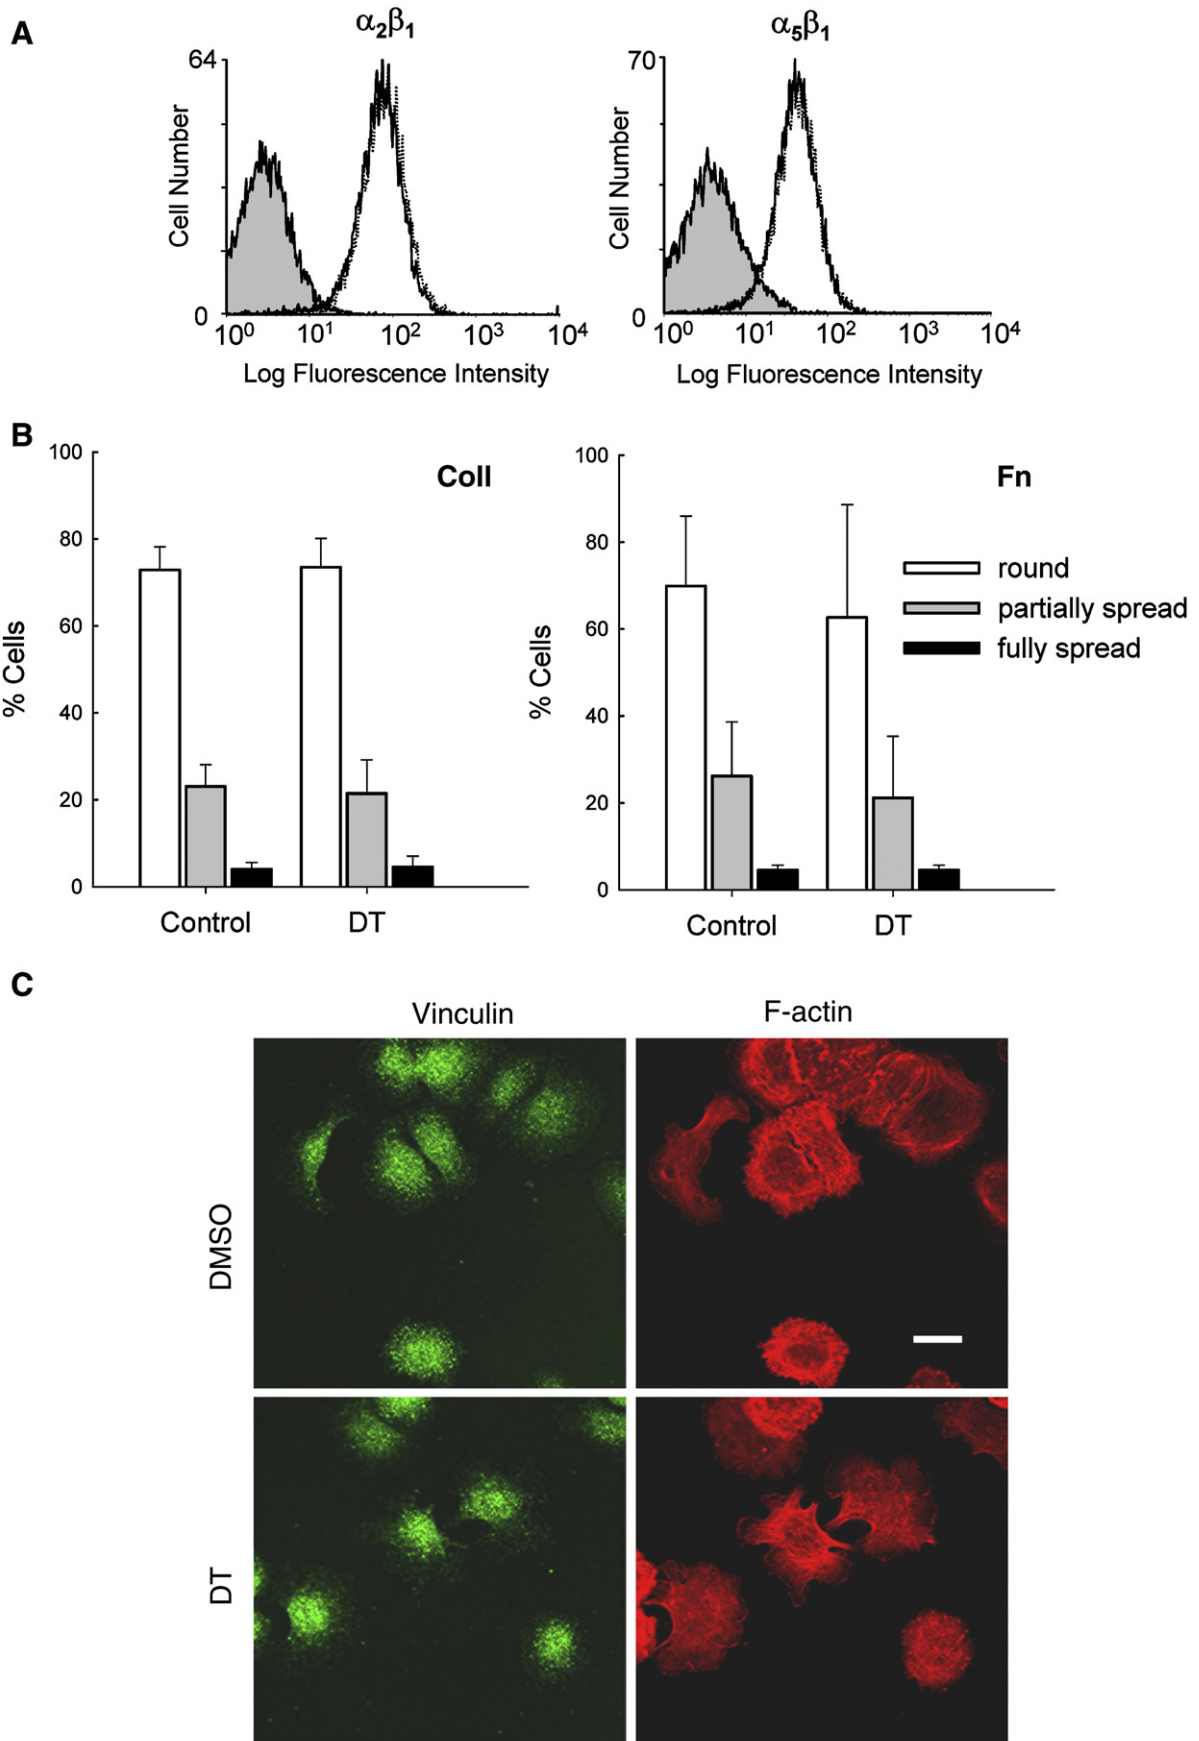 A
α2β1
α5β1
64
Cell Number
0
10^0 10^1 10^2 10^3 10^4
Log Fluorescence Intensity
70
Cell Number
0
10^0 10^1 10^2 10^3 10^4
Log Fluorescence Intensity
B
Coll
100
80
60
40
20
0
% Cells
Control DT
Fn
100
80
60
40
20
0
% Cells
Control DT
round
partially spread
fully spread
C
Vinculin F-actin
DMSO
DT